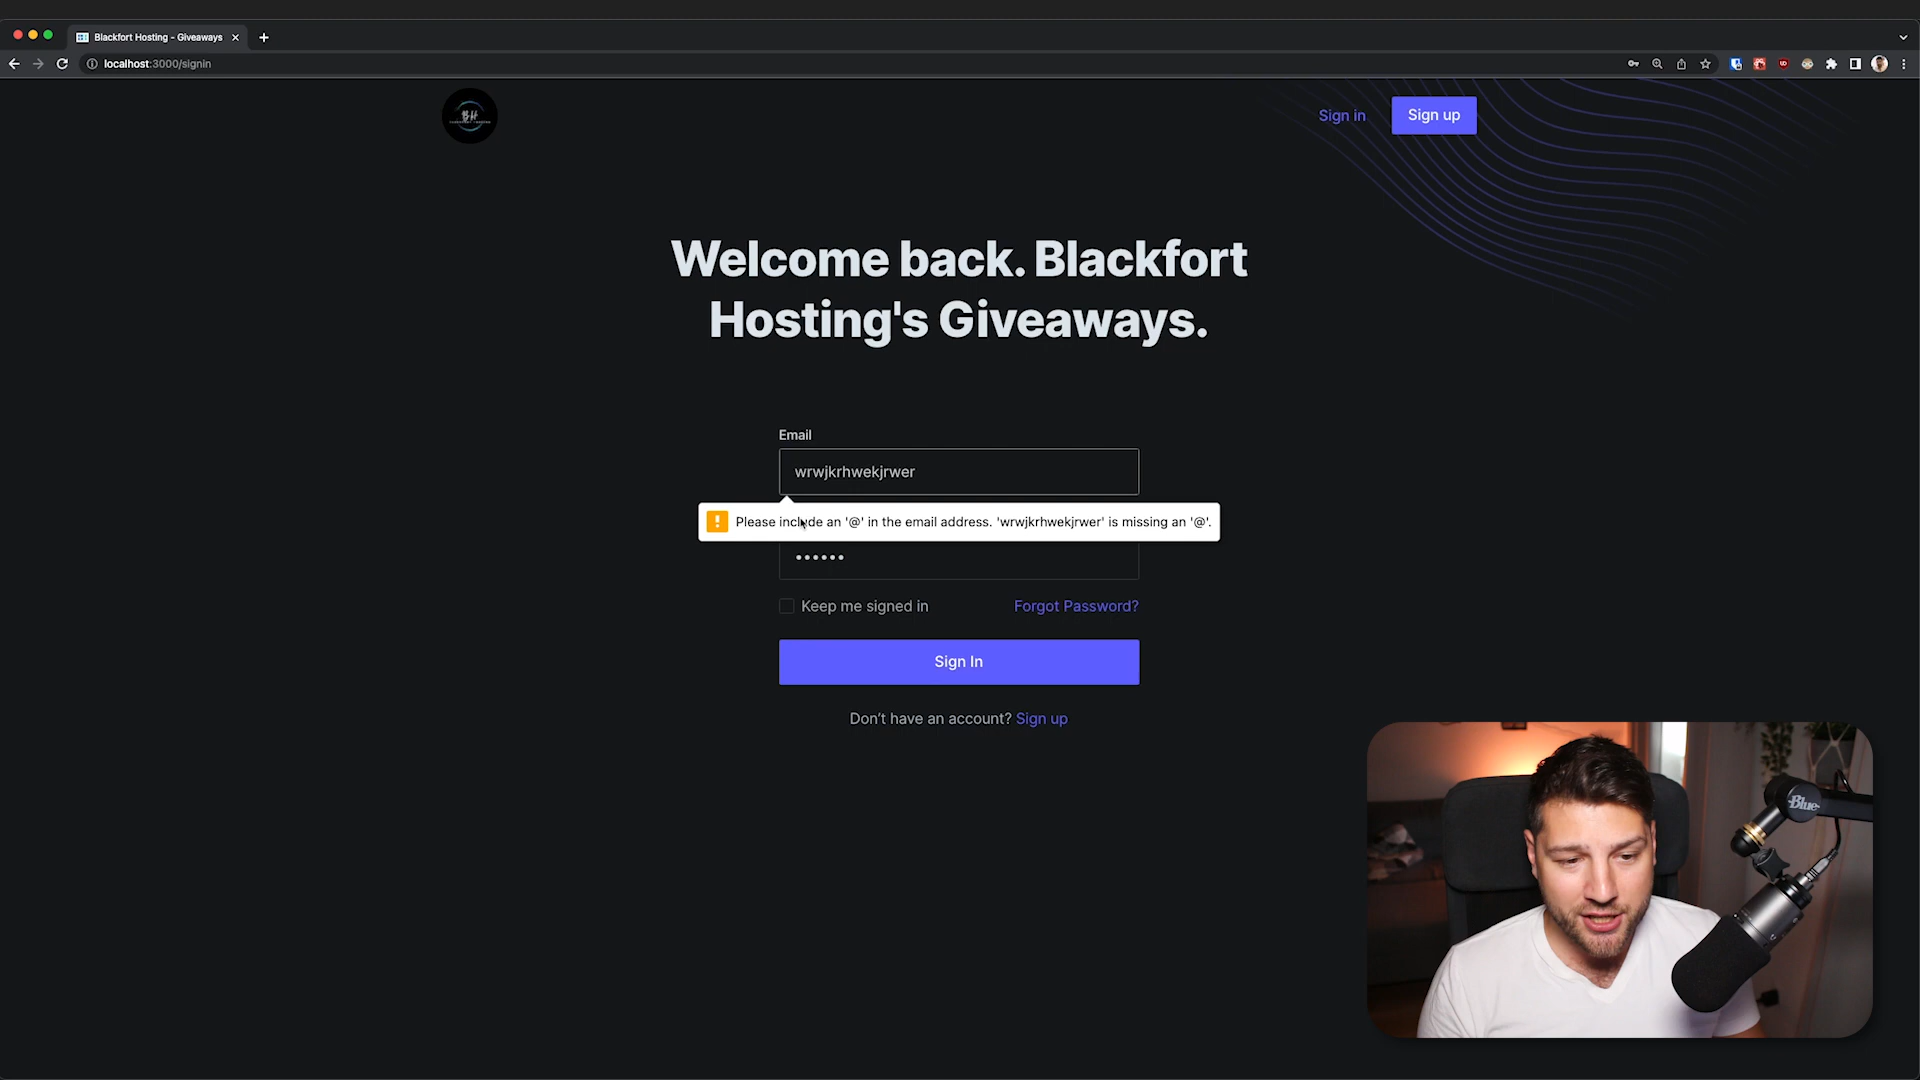 Blackfort Hosting - Giveaways
localhost:3000/signin
BH
Sign in
Sign up
Welcome back. Blackfort
Hosting's Giveaways.
Email
wrwjkrhwekjrwer
Please include an '@' in the email address. 'wrwjkrhwekjrwer' is missing an '@'.
Keep me signed in
Forgot Password?
Sign In
Don't have an account? Sign up
Blue